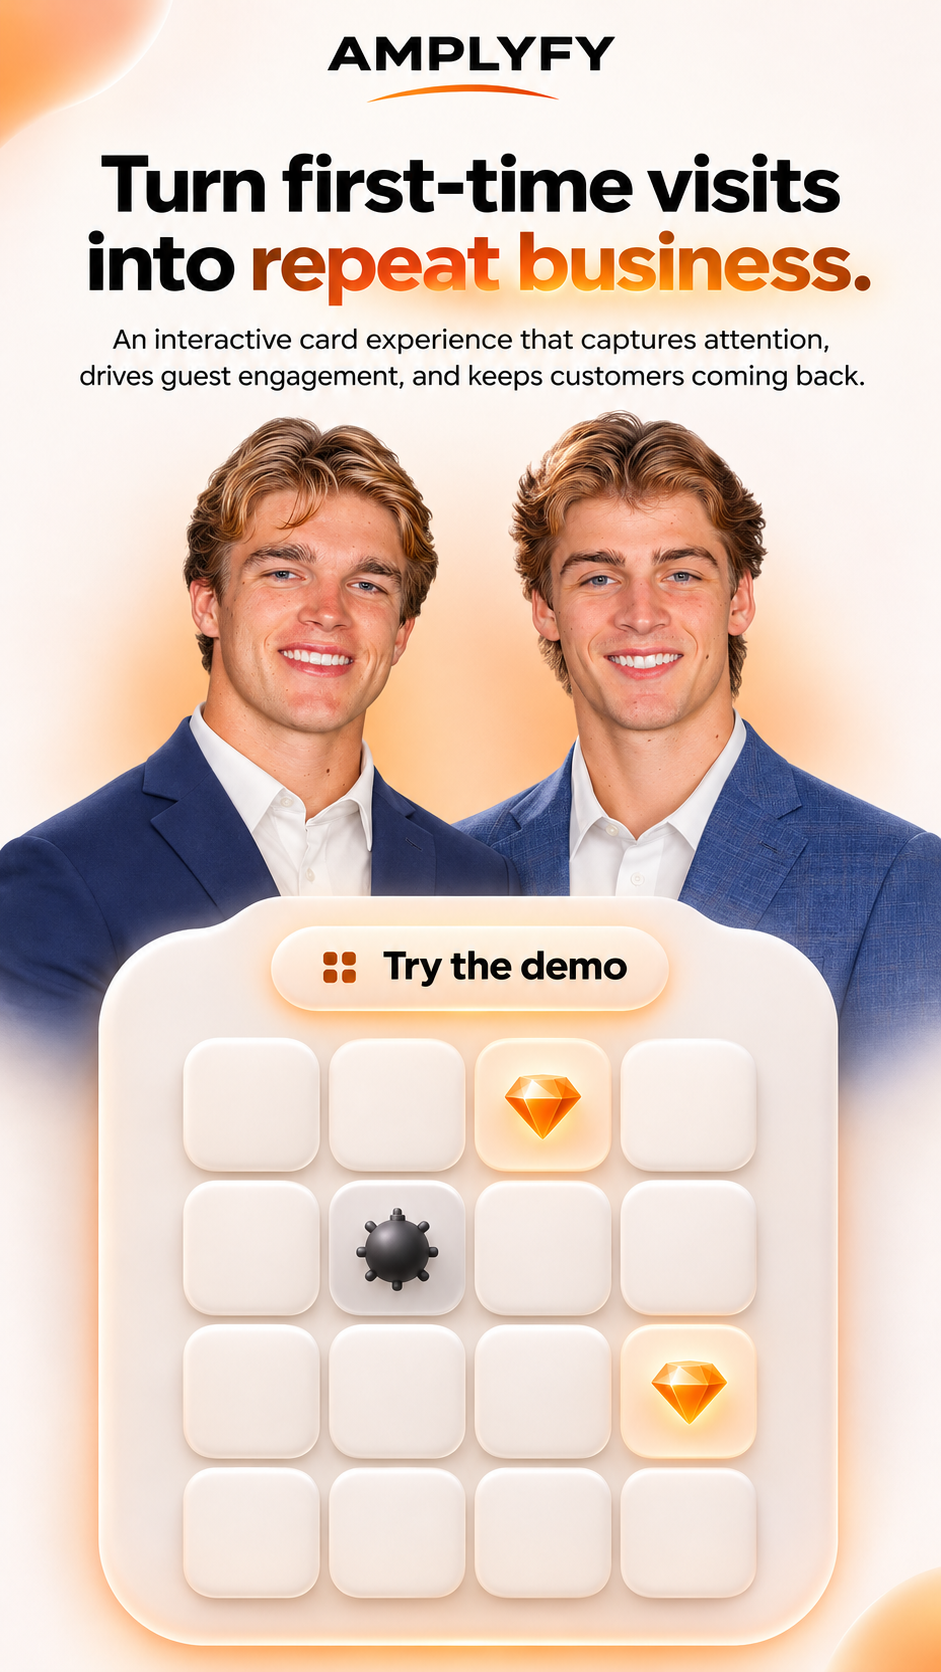 AMPLYFY
Turn first-time visits
into repeat business.
An interactive card experience that captures attention,
drives guest engagement, and keeps customers coming back.
Try the demo